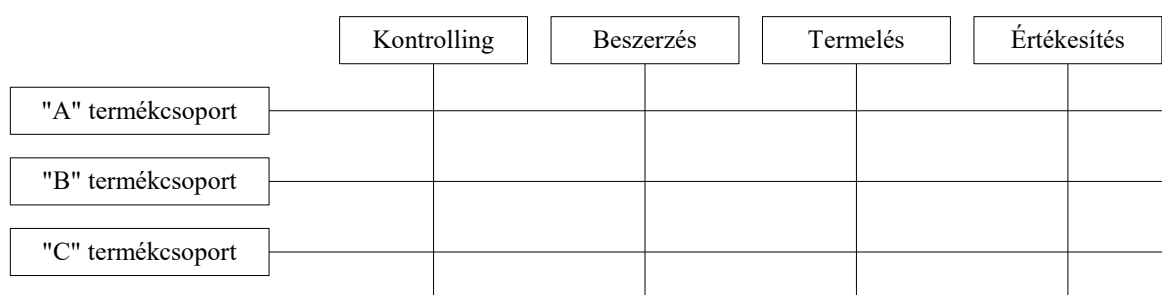 Kontrolling Beszerzés Termelés Értékesítés
"A" termékcsoport
"B" termékcsoport
"C" termékcsoport